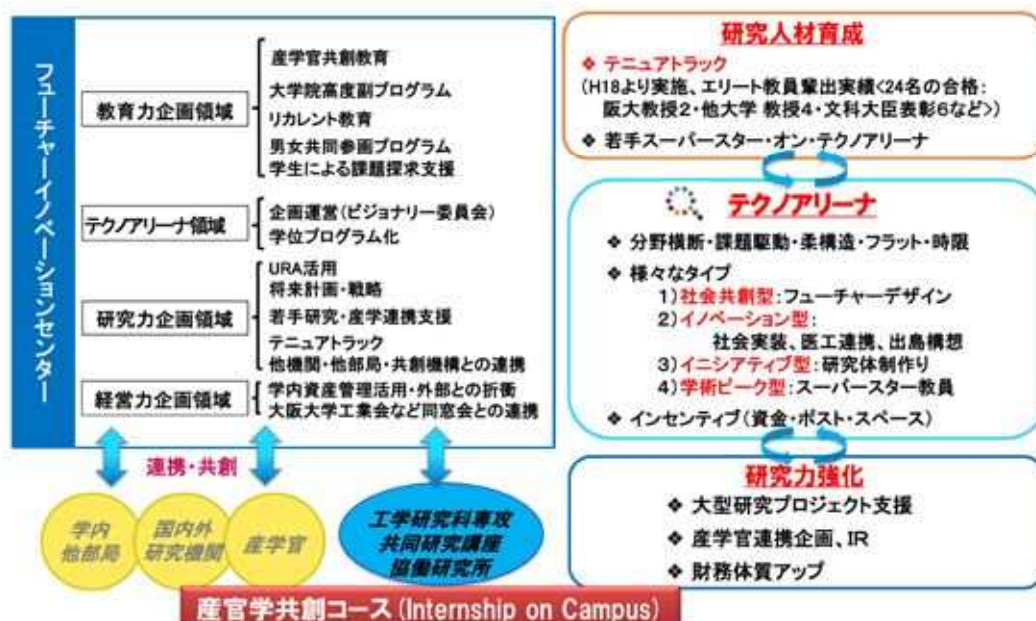 フューチャーイノベーションセンター
教育力企画領域
産学官共創教育
大学院高度副プログラム
リカレント教育
男女共同参画プログラム
学生による課題探求支援
テクノアリーナ領域
企画運営(ビジョナリー委員会)
学位プログラム化
研究力企画領域
URA活用
将来計画・戦略
若手研究・産学連携支援
テニュアトラック
他機関・他部局・共創機構との連携
経営力企画領域
学内資産管理活用・外部との折衝
大阪大学工業会など同窓会との連携
連携・共創
学内
他部局
国内外
研究機関
産学官
工学研究科専攻
共同研究講座
協働研究所
産官学共創コース(Internship on Campus)
研究人材育成
❖ テニュアトラック
(H18より実施、エリート教員輩出実績<24名の合格:
阪大教授2・他大学 教授4・文科大臣表彰6など>)
❖ 若手スーパースター・オン・テクノアリーナ
テクノアリーナ
❖ 分野横断・課題駆動・柔構造・フラット・時限
❖ 様々なタイプ
1)社会共創型:フューチャーデザイン
2)イノベーション型:
社会実装、医工連携、出島構想
3)イニシアティブ型:研究体制作り
4)学術ピーク型:スーパースター教員
❖ インセンティブ(資金・ポスト・スペース)
研究力強化
❖ 大型研究プロジェクト支援
❖ 産学官連携企画、IR
❖ 財務体質アップ